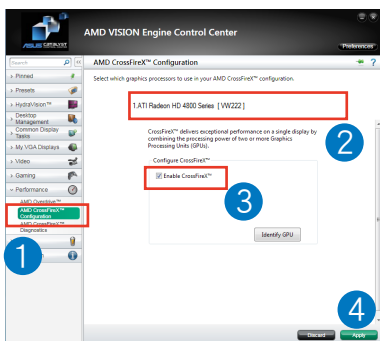 AMD VISION Engine Control Center
ASUS CATALYST
Preferences
Search
AMD CrossFireX™ Configuration
Pinned
Presets
HydraVision™
Desktop
Management
Common Display
Tasks
My VGA Displays
Video
Gaming
Performance
AMD Overdrive™
AMD CrossFireX™
Configuration
AMD CrossFireX™
Diagnostics
1
Select which graphics processors to use in your AMD CrossFireX™ configuration.
1.ATI Radeon HD 4800 Series [ VW222 ]
2
CrossFireX™ delivers exceptional performance on a single display by
combining the processing power of two or more Graphics
Processing Units (GPUs).
Configure CrossFireX™
Enable CrossFireX™
3
Identify GPU
4
Discard
Apply